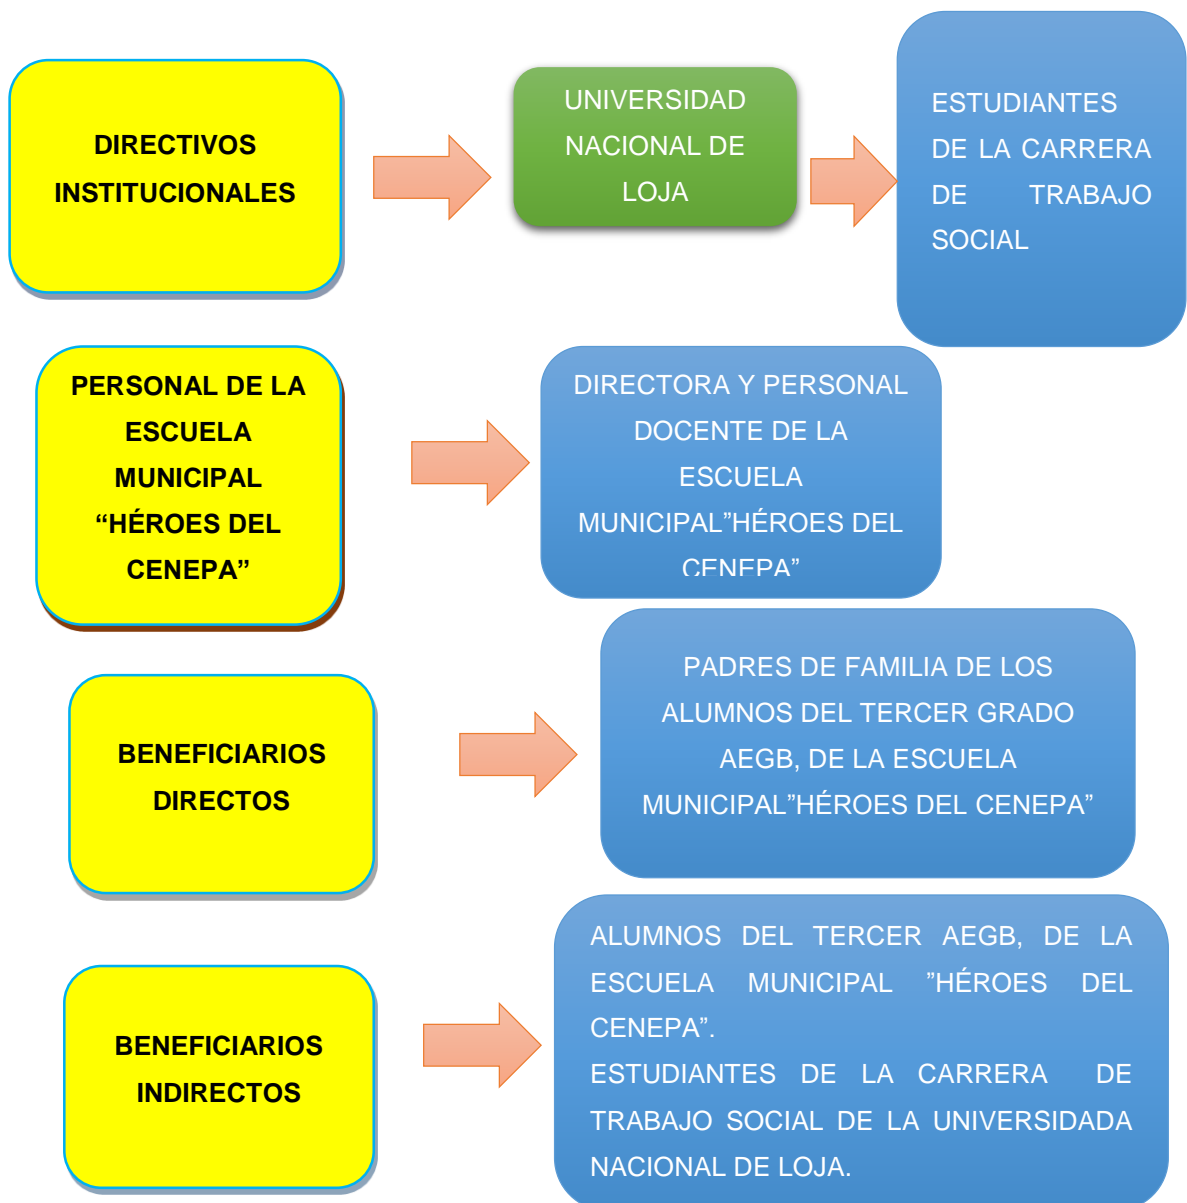 DIRECTIVOS
INSTITUCIONALES
UNIVERSIDAD
NACIONAL DE
LOJA
ESTUDIANTES
DE LA CARRERA
DE TRABAJO
SOCIAL
PERSONAL DE LA
ESCUELA
MUNICIPAL
“HÉROES DEL
CENEPA”
DIRECTORA Y PERSONAL
DOCENTE DE LA
ESCUELA
MUNICIPAL”HÉROES DEL
CENEPA”
BENEFICIARIOS
DIRECTOS
PADRES DE FAMILIA DE LOS
ALUMNOS DEL TERCER GRADO
AEGB, DE LA ESCUELA
MUNICIPAL”HÉROES DEL CENEPA”
BENEFICIARIOS
INDIRECTOS
ALUMNOS DEL TERCER AEGB, DE LA
ESCUELA MUNICIPAL ”HÉROES DEL
CENEPA”.
ESTUDIANTES DE LA CARRERA DE
TRABAJO SOCIAL DE LA UNIVERSIDADA
NACIONAL DE LOJA.